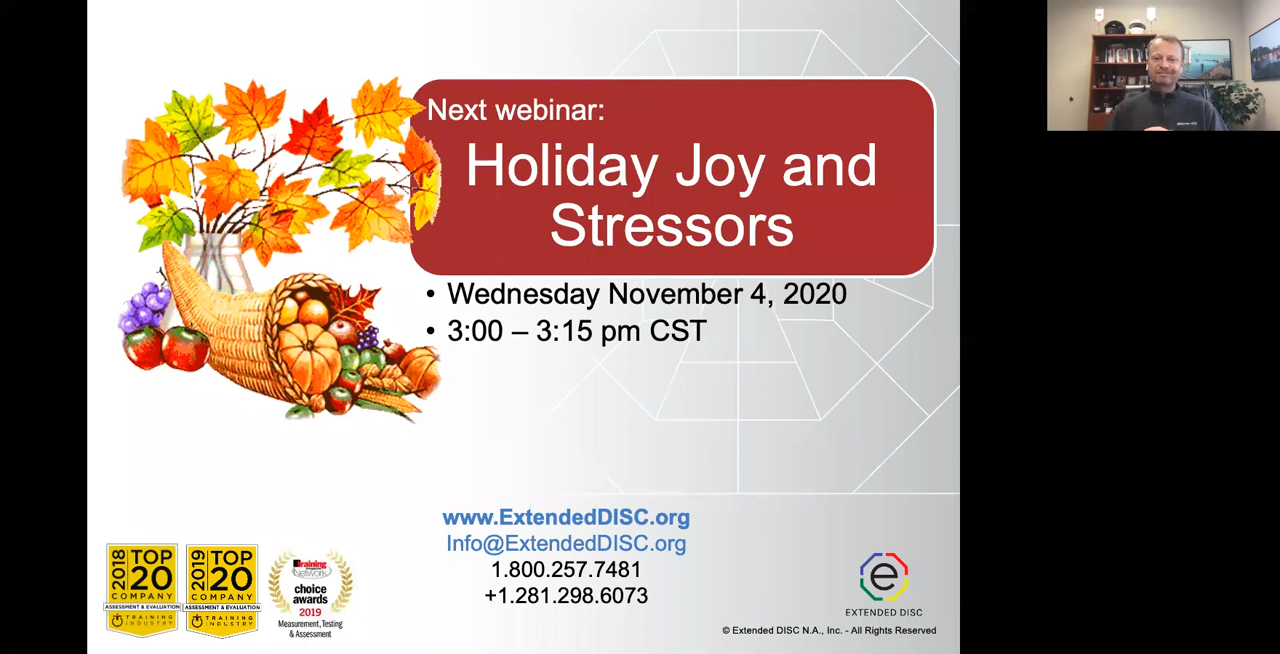 Next webinar:
Holiday Joy and
Stressors
• Wednesday November 4, 2020
• 3:00 – 3:15 pm CST
www.ExtendedDISC.org
Info@ExtendedDISC.org
1.800.257.7481
+1.281.298.6073
2018 TOP
20
COMPANY
ASSESSMENT & EVALUATION
TRAINING
INDUSTRY
2019 TOP
20
COMPANY
ASSESSMENT & EVALUATION
TRAINING
INDUSTRY
Training
Network
choice
awards
2019
Measurement, Testing
& Assessment
e
EXTENDED DISC
© Extended DISC N.A., Inc. - All Rights Reserved